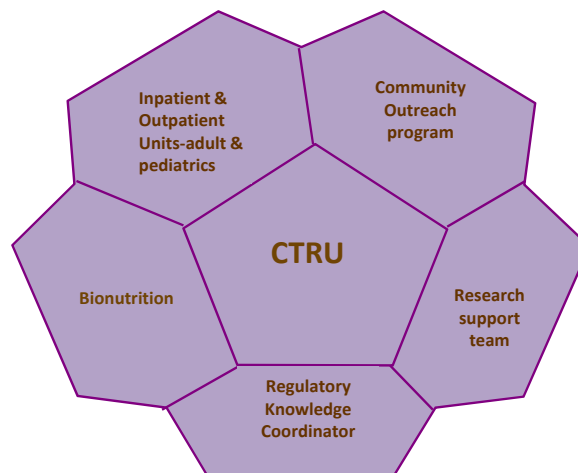 Inpatient &
Outpatient
Units-adult &
pediatrics
Community
Outreach
program
CTRU
Bionutrition
Research
support
team
Regulatory
Knowledge
Coordinator